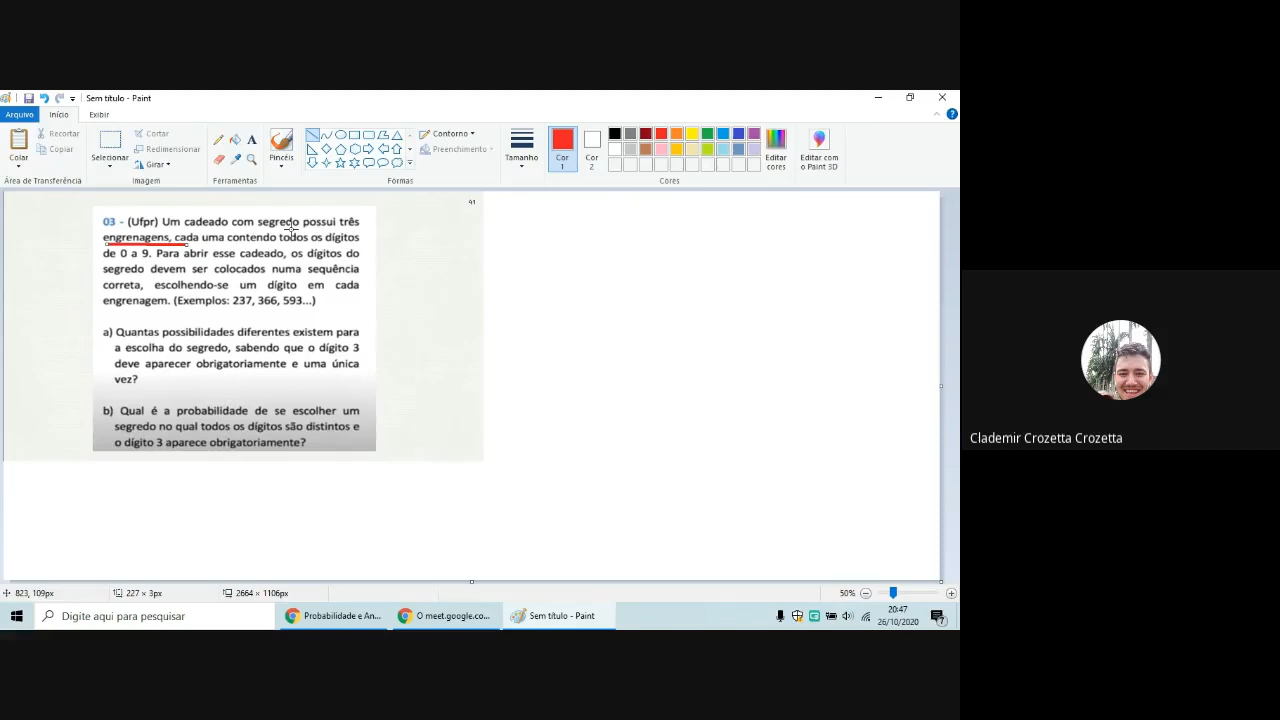 Sem título - Paint
Arquivo
Início
Exibir
Colar
Recortar
Copiar
Área de Transferência
Selecionar
Cortar
Redimensionar
Girar
Imagem
Ferramentas
Pincéis
Formas
Contorno
Preenchimento
Tamanho
Cor 1
Cor 2
Editar cores
Cores
Editar com o Paint 3D
41
03 - (Ufpr) Um cadeado com segredo possui três
engrenagens, cada uma contendo todos os dígitos
de 0 a 9. Para abrir esse cadeado, os dígitos do
segredo devem ser colocados numa sequência
correta, escolhendo-se um dígito em cada
engrenagem. (Exemplos: 237, 366, 593...)
a) Quantas possibilidades diferentes existem para
a escolha do segredo, sabendo que o dígito 3
deve aparecer obrigatoriamente e uma única
vez?
b) Qual é a probabilidade de se escolher um
segredo no qual todos os dígitos são distintos e
o dígito 3 aparece obrigatoriamente?
Clademir Crozetta Crozetta
823, 109px
227 × 3px
2664 × 1106px
50%
Digite aqui para pesquisar
Probabilidade e An...
O meet.google.co...
Sem título - Paint
20:47
26/10/2020
7